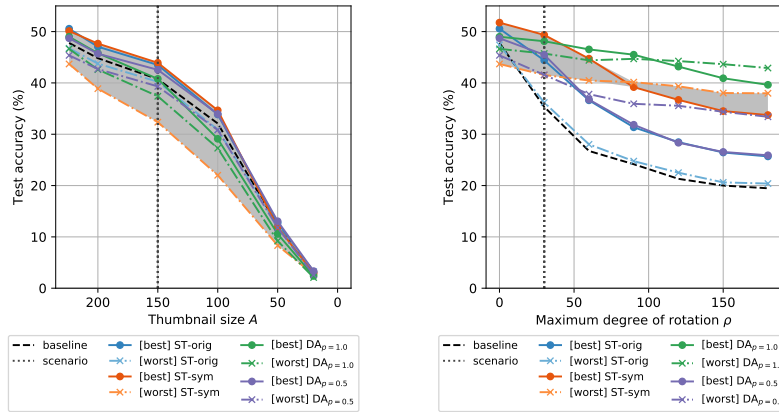 50
40
30
20
10
0
Test accuracy (%)
200 150 100 50 0
Thumbnail size A
baseline
scenario
[best] ST-orig
[worst] ST-orig
[best] ST-sym
[worst] ST-sym
[best] DAp=1.0
[worst] DAp=1.0
[best] DAp=0.5
[worst] DAp=0.5
50
40
30
20
10
0
Test accuracy (%)
0 50 100 150
Maximum degree of rotation ρ
baseline
scenario
[best] ST-orig
[worst] ST-orig
[best] ST-sym
[worst] ST-sym
[best] DAp=1.0
[worst] DAp=1.
[best] DAp=0.5
[worst] DAp=0.